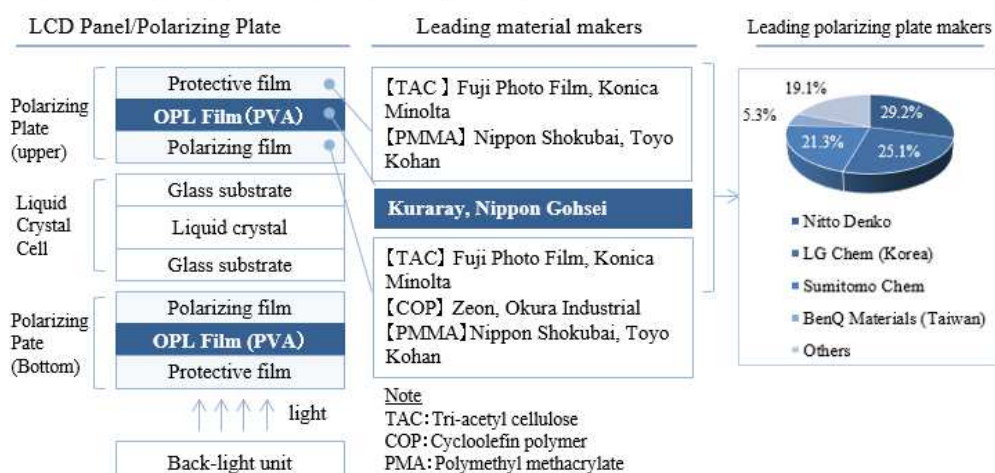 LCD Panel/Polarizing Plate
Leading material makers
Leading polarizing plate makers
Polarizing
Plate
(upper)
Protective film
OPL Film(PVA)
Polarizing film
Liquid
Crystal
Cell
Glass substrate
Liquid crystal
Glass substrate
Polarizing
Pate
(Bottom)
Polarizing film
OPL Film (PVA)
Protective film
light
Back-light unit
【TAC】Fuji Photo Film, Konica
Minolta
【PMMA】Nippon Shokubai, Toyo
Kohan
Kuraray, Nippon Gohsei
【TAC】Fuji Photo Film, Konica
Minolta
【COP】Zeon, Okura Industrial
【PMMA】Nippon Shokubai, Toyo
Kohan
Note
TAC:Tri-acetyl cellulose
COP:Cycloolefin polymer
PMA:Polymethyl methacrylate
19.1%
29.2%
5.3%
21.3%
25.1%
Nitto Denko
LG Chem (Korea)
Sumitomo Chem
BenQ Materials (Taiwan)
Others